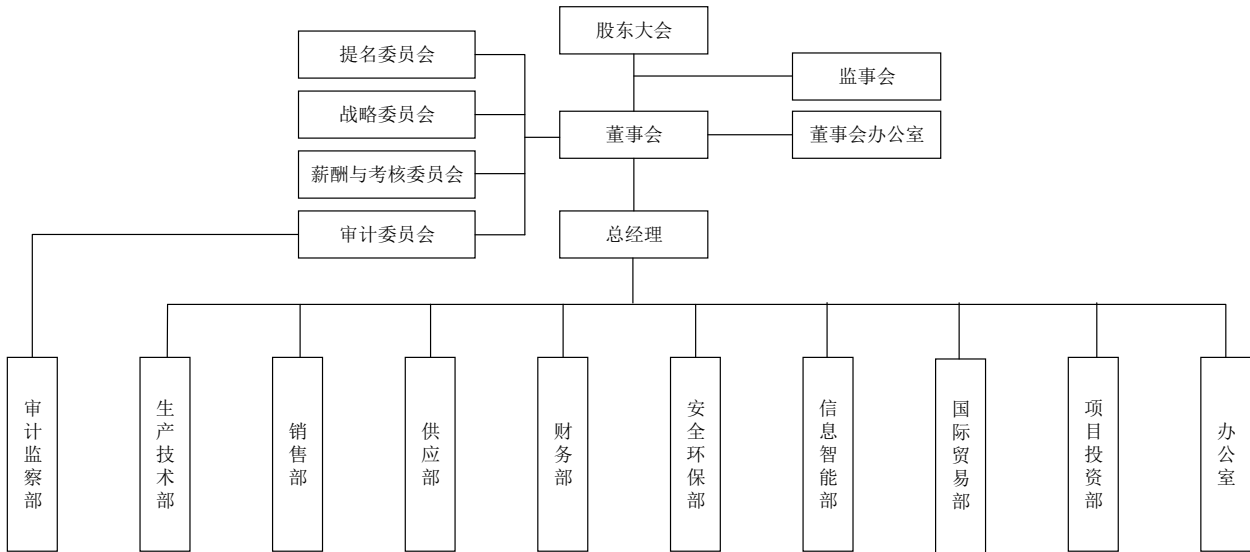 股东大会
提名委员会
监事会
战略委员会
董事会
董事会办公室
薪酬与考核委员会
审计委员会
总经理
审计监察部
生产技术部
销售部
供应部
财务部
安全环保部
信息智能部
国际贸易部
项目投资部
办公室